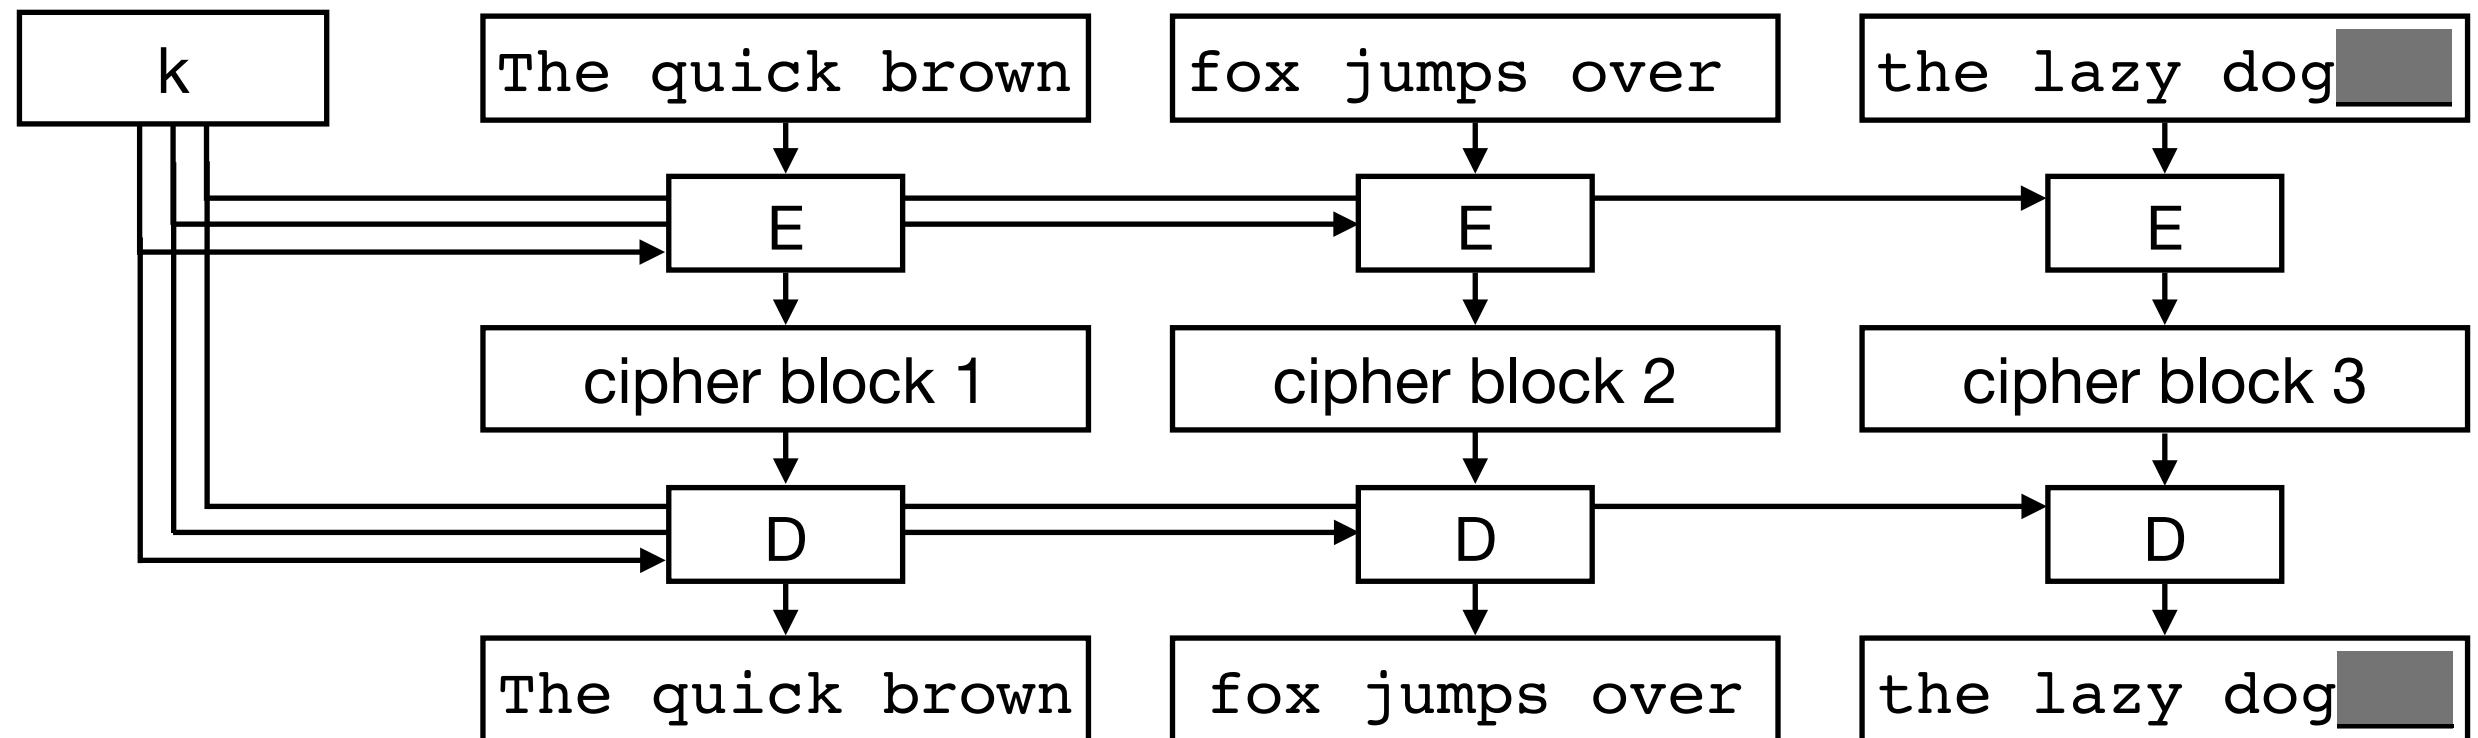 k
The quick brown
fox jumps over
the lazy dog
E
E
E
cipher block 1
cipher block 2
cipher block 3
D
D
D
The quick brown
fox jumps over
the lazy dog